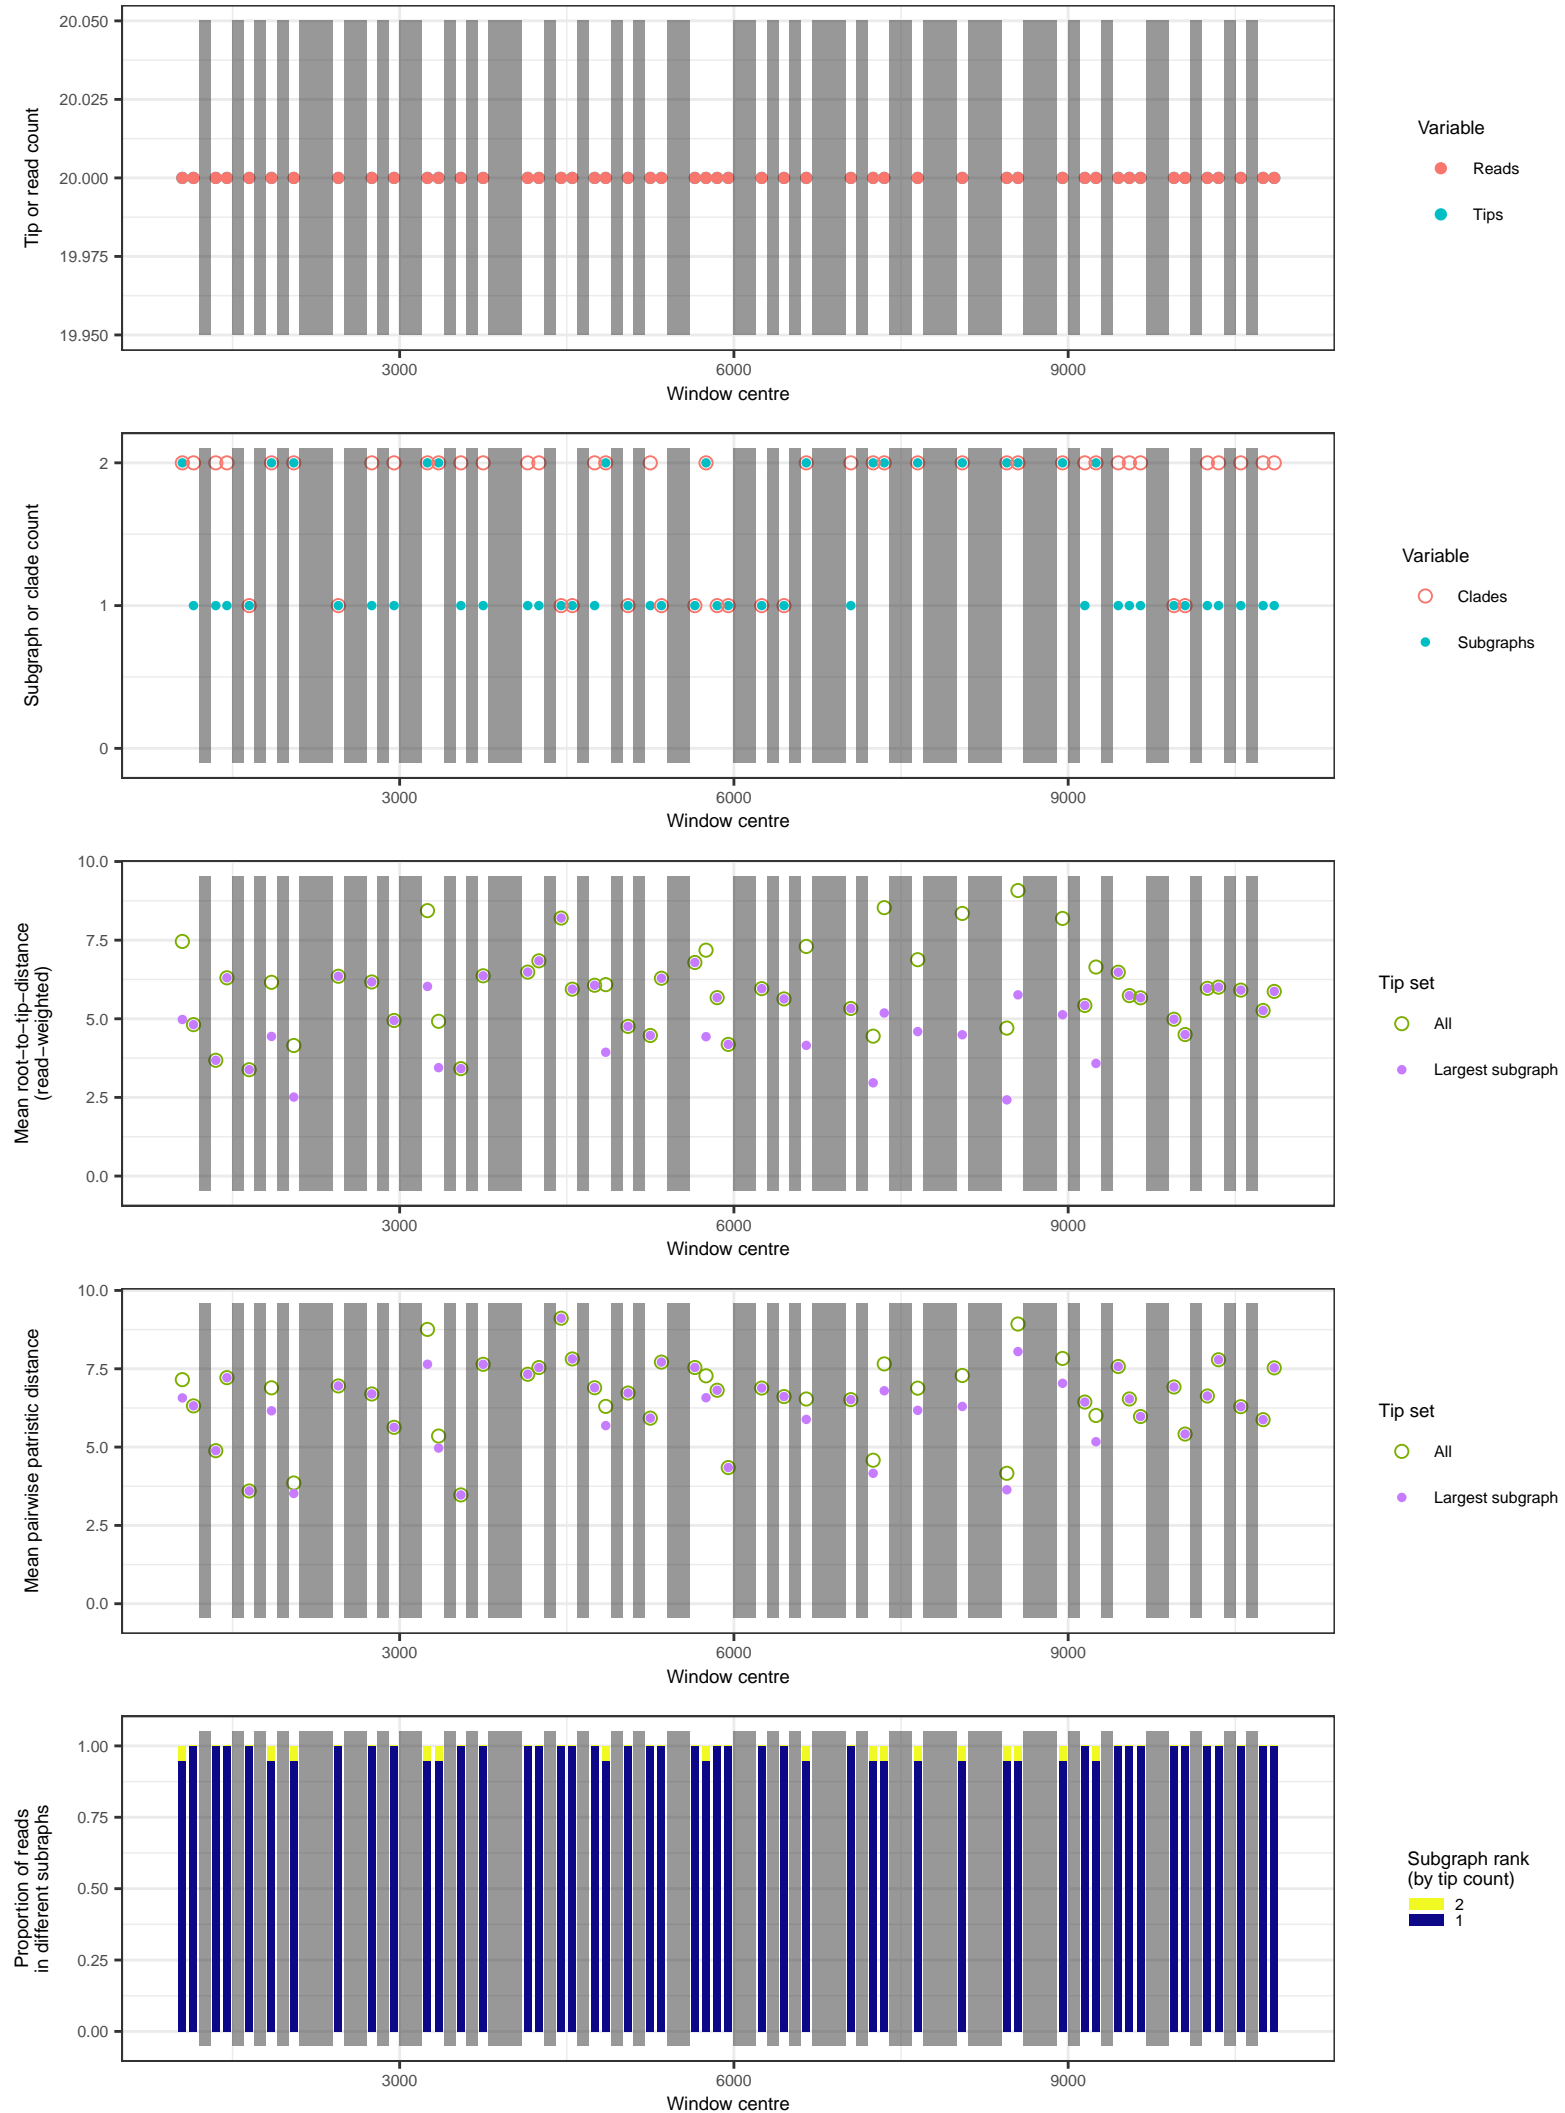 20.050
20.025
20.000
19.975
19.950
Tip or read count
3000
6000
9000
Window centre
Variable
Reads
Tips
2
1
0
Subgraph or clade count
3000
6000
9000
Window centre
Variable
Clades
Subgraphs
10.0
7.5
5.0
2.5
0.0
Mean root−to−tip−distance
(read−weighted)
3000
6000
9000
Window centre
Tip set
All
Largest subgraph
10.0
7.5
5.0
2.5
0.0
Mean pairwise patristic distance
3000
6000
9000
Window centre
Tip set
All
Largest subgraph
1.00
0.75
0.50
0.25
0.00
Proportion of reads
in different subraphs
3000
6000
9000
Window centre
Subgraph rank
(by tip count)
2
1